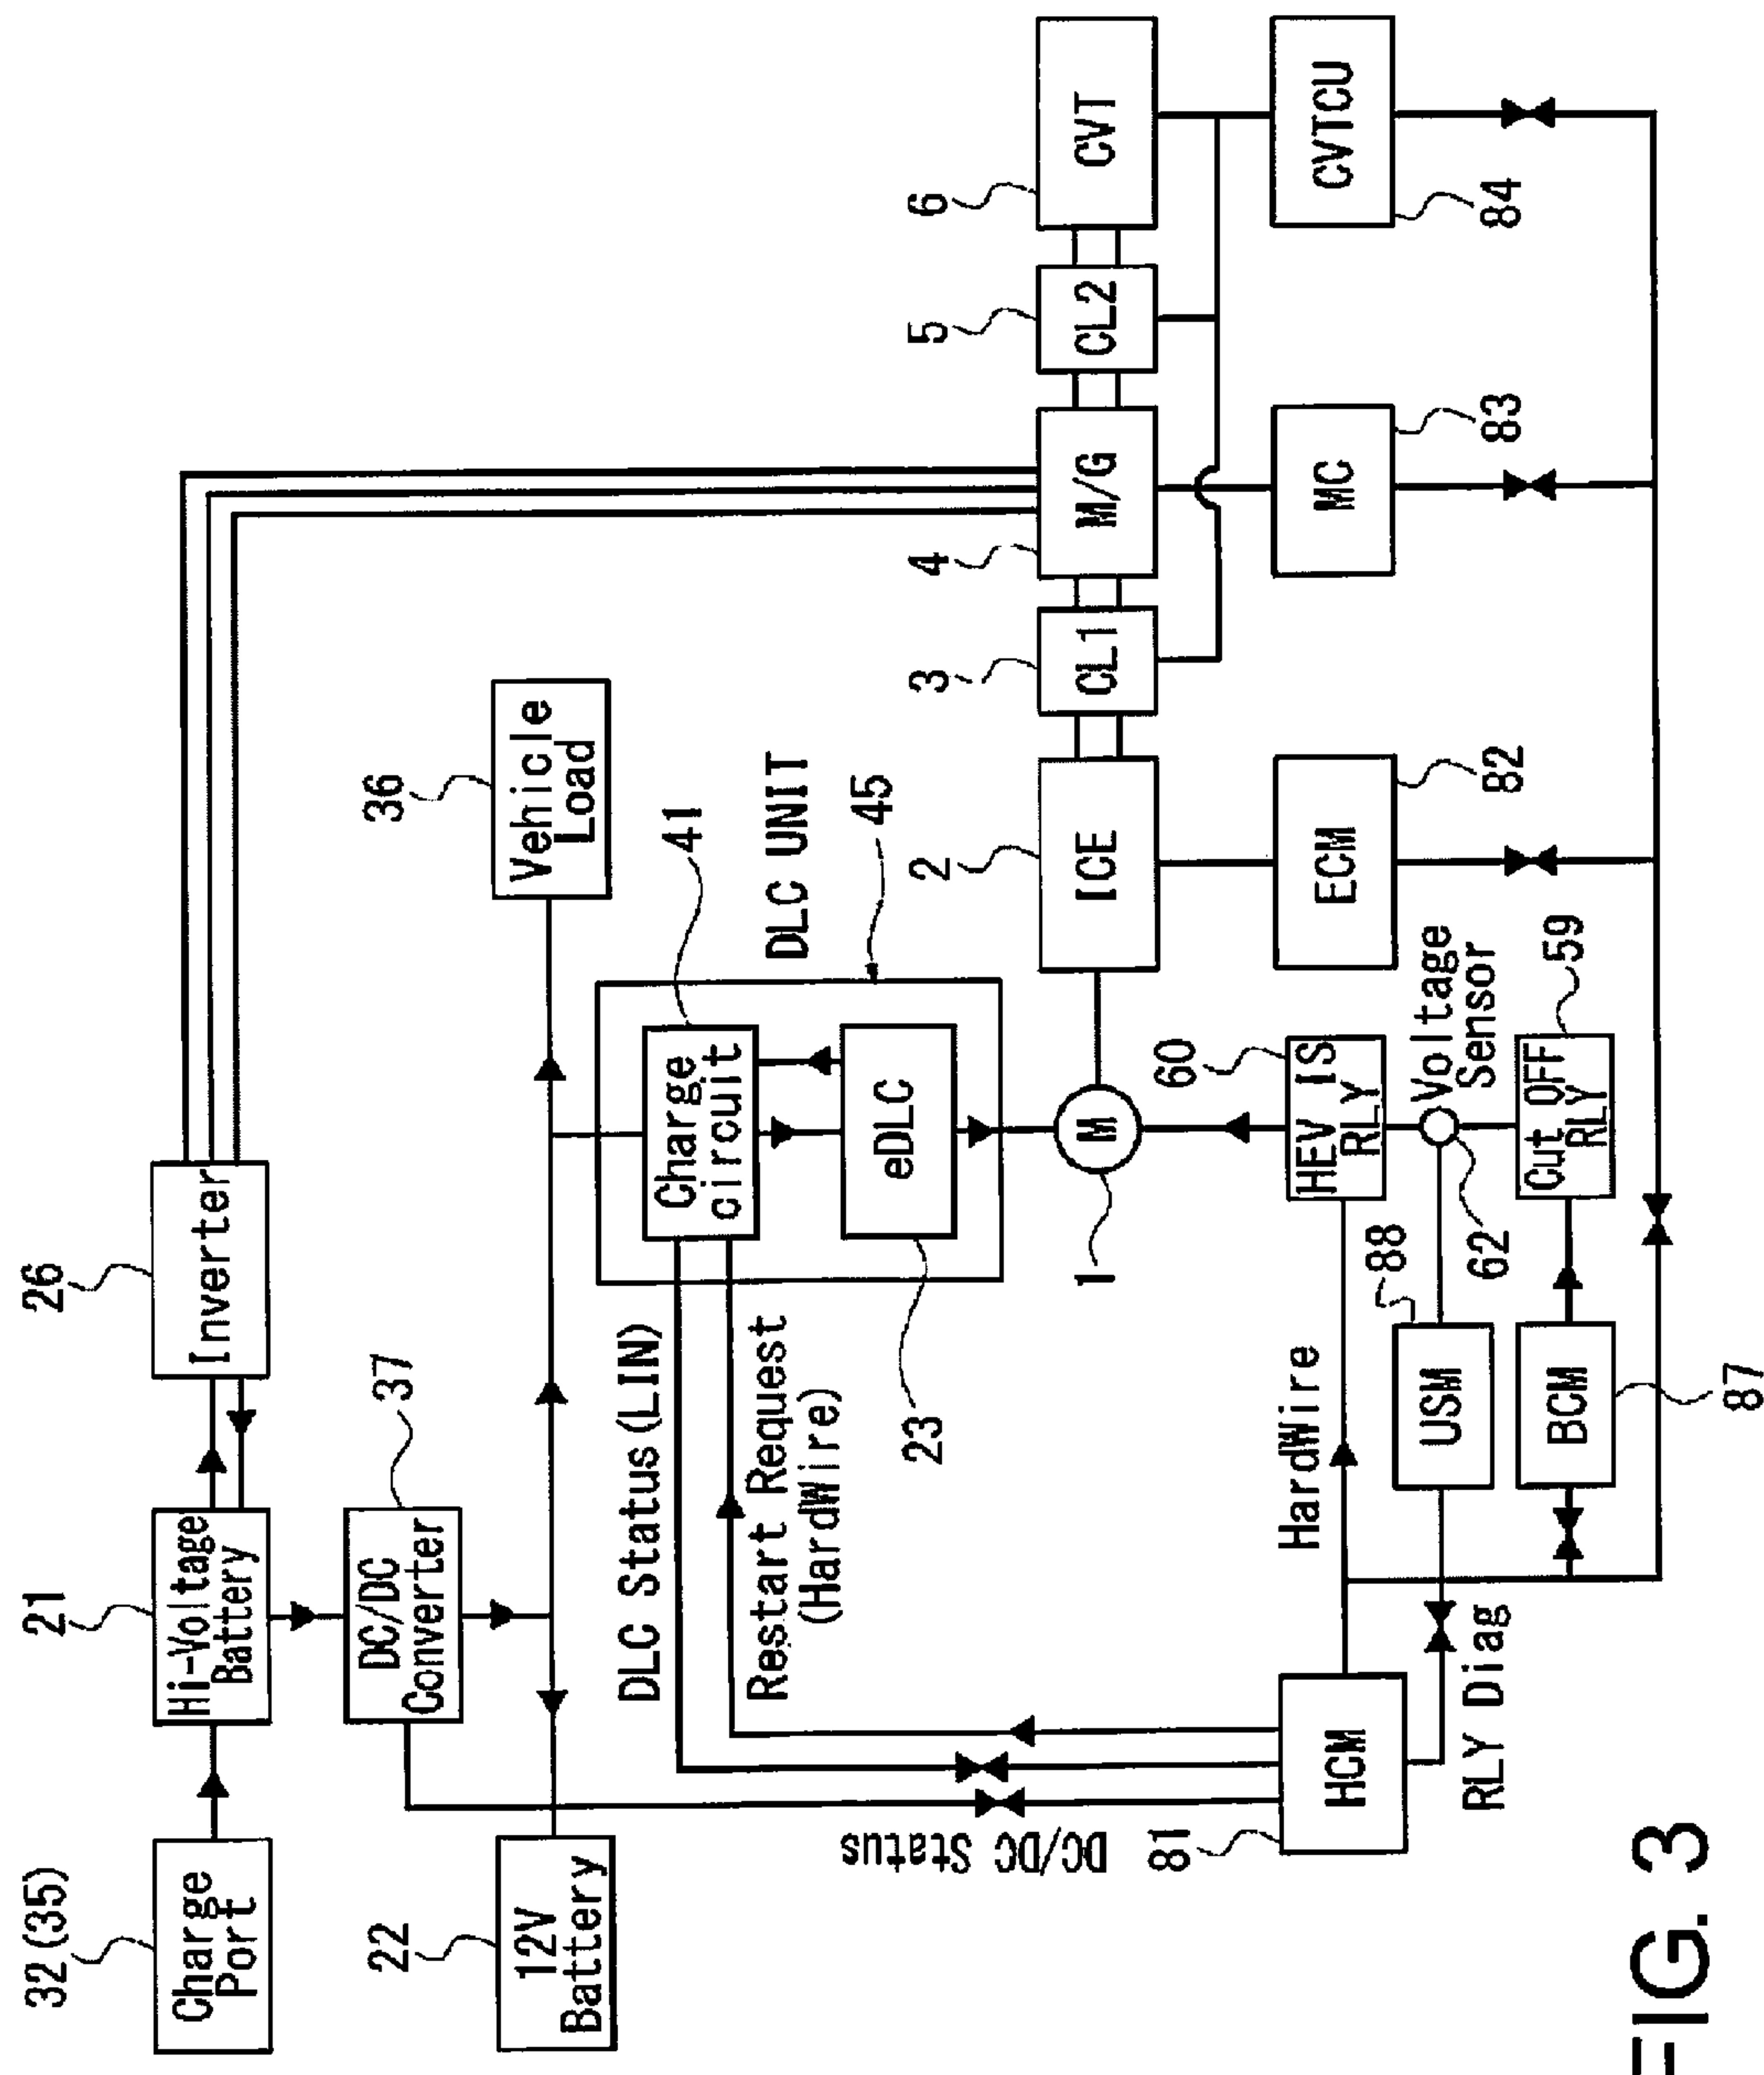 32(35)
Charge
Port
21
Hi-Voltage
Battery
26
Inverter
37
DC/DC
Converter
22
12V
Battery
36
Vehicle
Load
DLC Status(LIN)
Restart Request
(HardWire)
41
Charge
circuit
DLC UNIT
45
eDLC
23
DC/DC Status
M
1
2
ICE
3
CL1
4
M/G
5
CL2
6
CVT
81
HCM
HardWire
60
HEV IS
RLY
ECM
82
MC
83
CVTCU
84
RLY Diag
88
USM
62
Voltage
Sensor
BCM
87
Cut OFF
RLY
59
FIG. 3